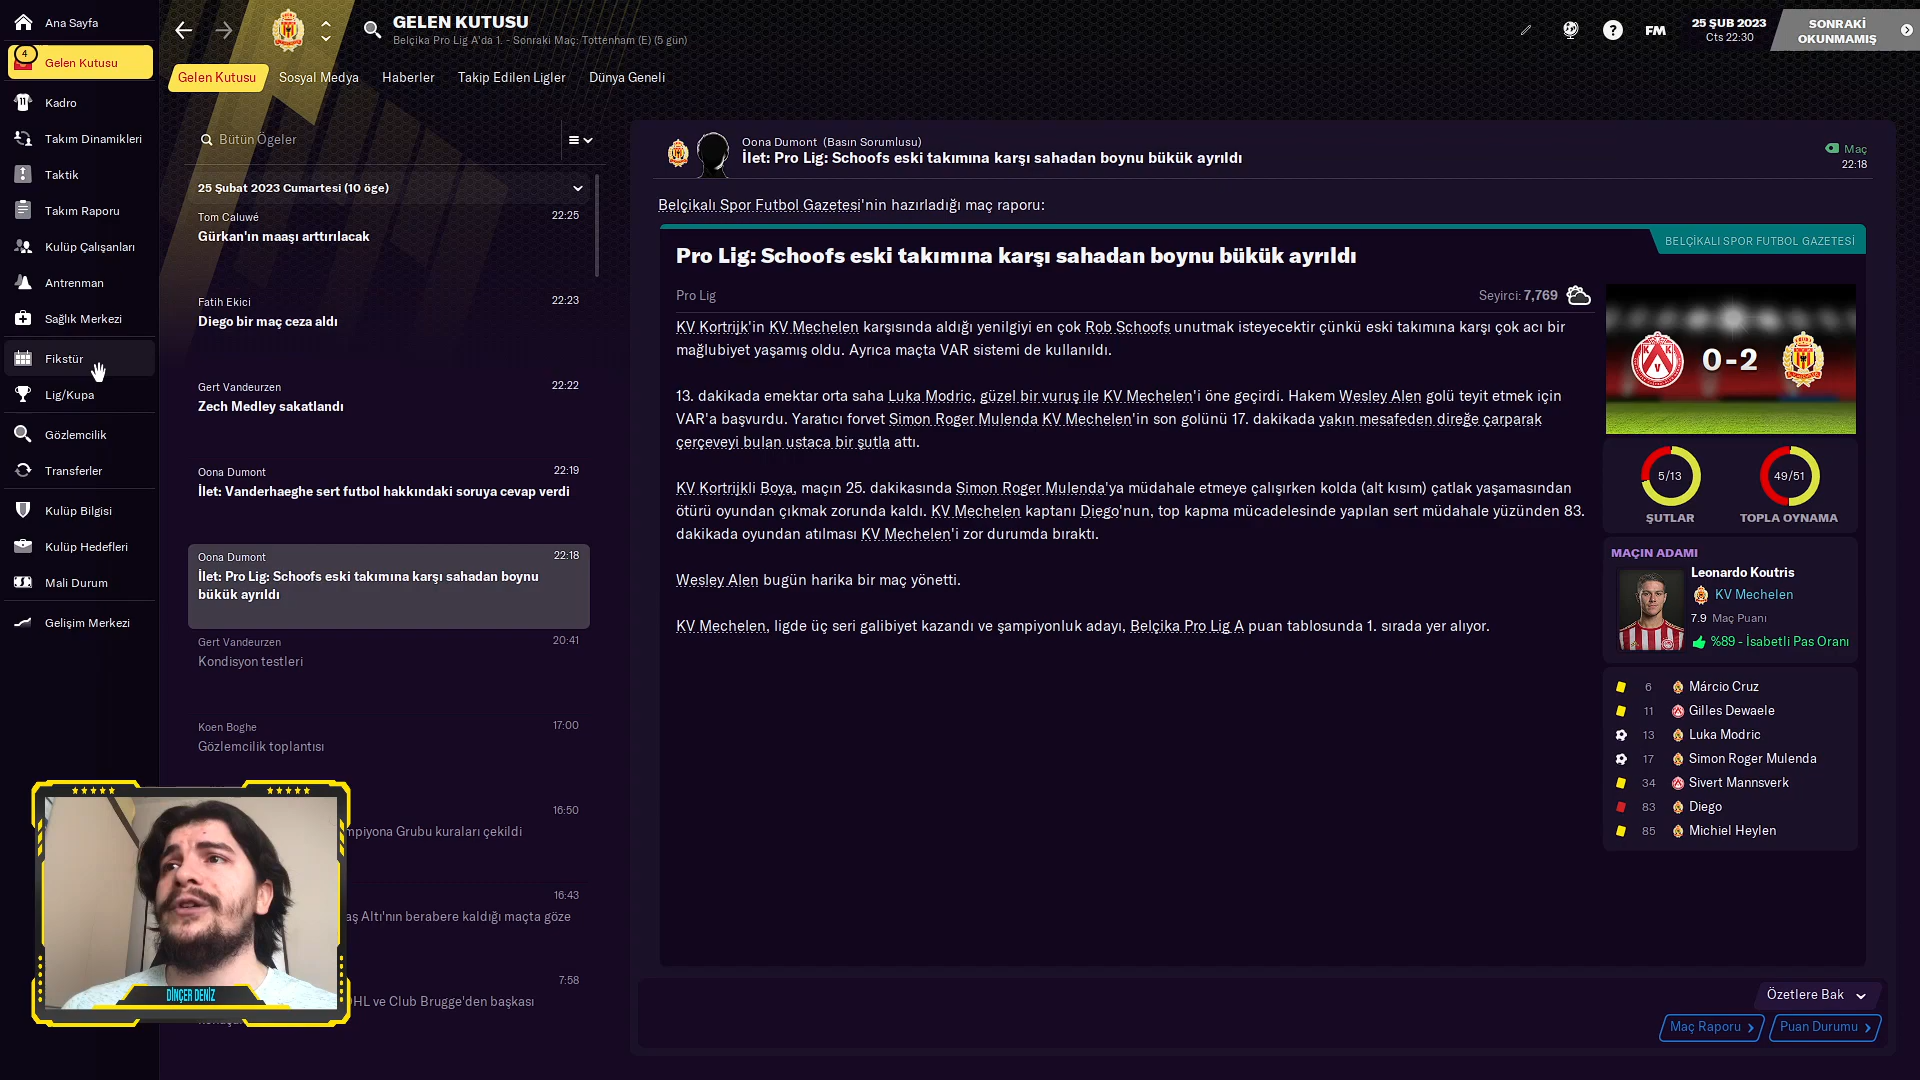 Ana Sayfa
4
Gelen Kutusu
Kadro
Takım Dinamikleri
Taktik
Takım Raporu
Kulüp Çalışanları
Antrenman
Sağlık Merkezi
Fikstür
Lig/Kupa
Gözlemcilik
Transferler
Kulüp Bilgisi
Kulüp Hedefleri
Mali Durum
Gelişim Merkezi
GELEN KUTUSU
Belçika Pro Lig A'da 1. - Sonraki Maç: Tottenham (E) (5 gün)
FM
25 ŞUB 2023
Cts 22:30
SONRAKİ
OKUNMAMIŞ
Gelen Kutusu
Sosyal Medya
Haberler
Takip Edilen Ligler
Dünya Geneli
Bütün Ögeler
25 Şubat 2023 Cumartesi (10 öge)
Tom Caluwé 22:25
Gürkan'ın maaşı arttırılacak
Fatih Ekici 22:23
Diego bir maç ceza aldı
Gert Vandeurzen 22:22
Zech Medley sakatlandı
Oona Dumont 22:19
İlet: Vanderhaeghe sert futbol hakkındaki soruya cevap verdi
Oona Dumont 22:18
İlet: Pro Lig: Schoofs eski takımına karşı sahadan boynu
bükük ayrıldı
Gert Vandeurzen 20:41
Kondisyon testleri
Koen Boghe 17:00
Gözlemcilik toplantısı
16:50
mpiyona Grubu kuraları çekildi
16:43
aş Altı'nın berabere kaldığı maçta göze
7:58
OHL ve Club Brugge'den başkası
DİNÇER DENİZ
Oona Dumont (Basın Sorumlusu)
İlet: Pro Lig: Schoofs eski takımına karşı sahadan boynu bükük ayrıldı
Maç
22:18
Belçikalı Spor Futbol Gazetesi'nin hazırladığı maç raporu:
BELÇİKALI SPOR FUTBOL GAZETESİ
Pro Lig: Schoofs eski takımına karşı sahadan boynu bükük ayrıldı
Pro Lig
Seyirci: 7,769
KV Kortrijk'in KV Mechelen karşısında aldığı yenilgiyi en çok Rob Schoofs unutmak isteyecektir çünkü eski takımına karşı çok acı bir
mağlubiyet yaşamış oldu. Ayrıca maçta VAR sistemi de kullanıldı.
13. dakikada emektar orta saha Luka Modric, güzel bir vuruş ile KV Mechelen'i öne geçirdi. Hakem Wesley Alen golü teyit etmek için
VAR'a başvurdu. Yaratıcı forvet Simon Roger Mulenda KV Mechelen'in son golünü 17. dakikada yakın mesafeden direğe çarparak
çerçeveyi bulan ustaca bir şutla attı.
KV Kortrijkli Boya, maçın 25. dakikasında Simon Roger Mulenda'ya müdahale etmeye çalışırken kolda (alt kısım) çatlak yaşamasından
ötürü oyundan çıkmak zorunda kaldı. KV Mechelen kaptanı Diego'nun, top kapma mücadelesinde yapılan sert müdahale yüzünden 83.
dakikada oyundan atılması KV Mechelen'i zor durumda bıraktı.
Wesley Alen bugün harika bir maç yönetti.
KV Mechelen, ligde üç seri galibiyet kazandı ve şampiyonluk adayı, Belçika Pro Lig A puan tablosunda 1. sırada yer alıyor.
0-2
5/13
49/51
ŞUTLAR
TOPLA OYNAMA
MAÇIN ADAMI
Leonardo Koutris
KV Mechelen
7.9 Maç Puanı
%89 - İsabetli Pas Oranı
6 Márcio Cruz
11 Gilles Dewaele
13 Luka Modric
17 Simon Roger Mulenda
34 Sivert Mannsverk
83 Diego
85 Michiel Heylen
Özetlere Bak
Maç Raporu
Puan Durumu